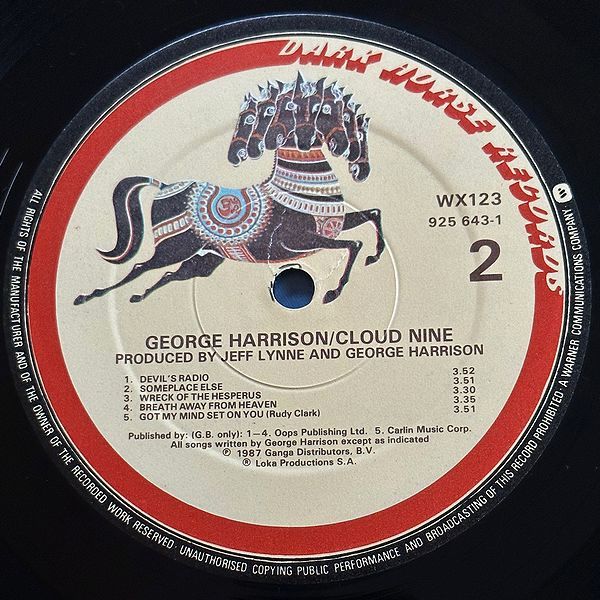 DARK HORSE RECORDS
WX123
925 643-1
2
GEORGE HARRISON/CLOUD NINE
PRODUCED BY JEFF LYNNE AND GEORGE HARRISON
1. DEVIL'S RADIO 3.52
2. SOMEPLACE ELSE 3.51
3. WRECK OF THE HESPERUS 3.30
4. BREATH AWAY FROM HEAVEN 3.35
5. GOT MY MIND SET ON YOU (Rudy Clark) 3.51
Published by: (G.B. only): 1—4. Oops Publishing Ltd. 5. Carlin Music Corp.
All songs written by George Harrison except as indicated
℗ 1987 Ganga Distributors, B.V.
® Loka Productions S.A.
ALL RIGHTS OF THE MANUFACTURER AND OF THE OWNER OF THE RECORDED WORK RESERVED · UNAUTHORISED COPYING PUBLIC PERFORMANCE AND BROADCASTING OF THIS RECORD PROHIBITED · A WARNER COMMUNICATIONS COMPANY